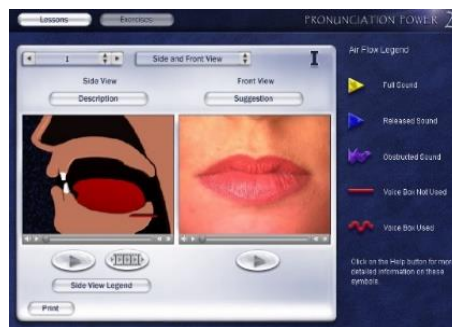 Lessons
Exercises
PRONUNCIATION POWER 2
1
Side and Front View
I
Air Flow Legend
Side View
Front View
Description
Suggestion
Full Sound
Released Sound
Obstructed Sound
Voice Box Not Used
Voice Box Used
Side View Legend
Click on the Help button for more
detailed information on these
symbols.
Print